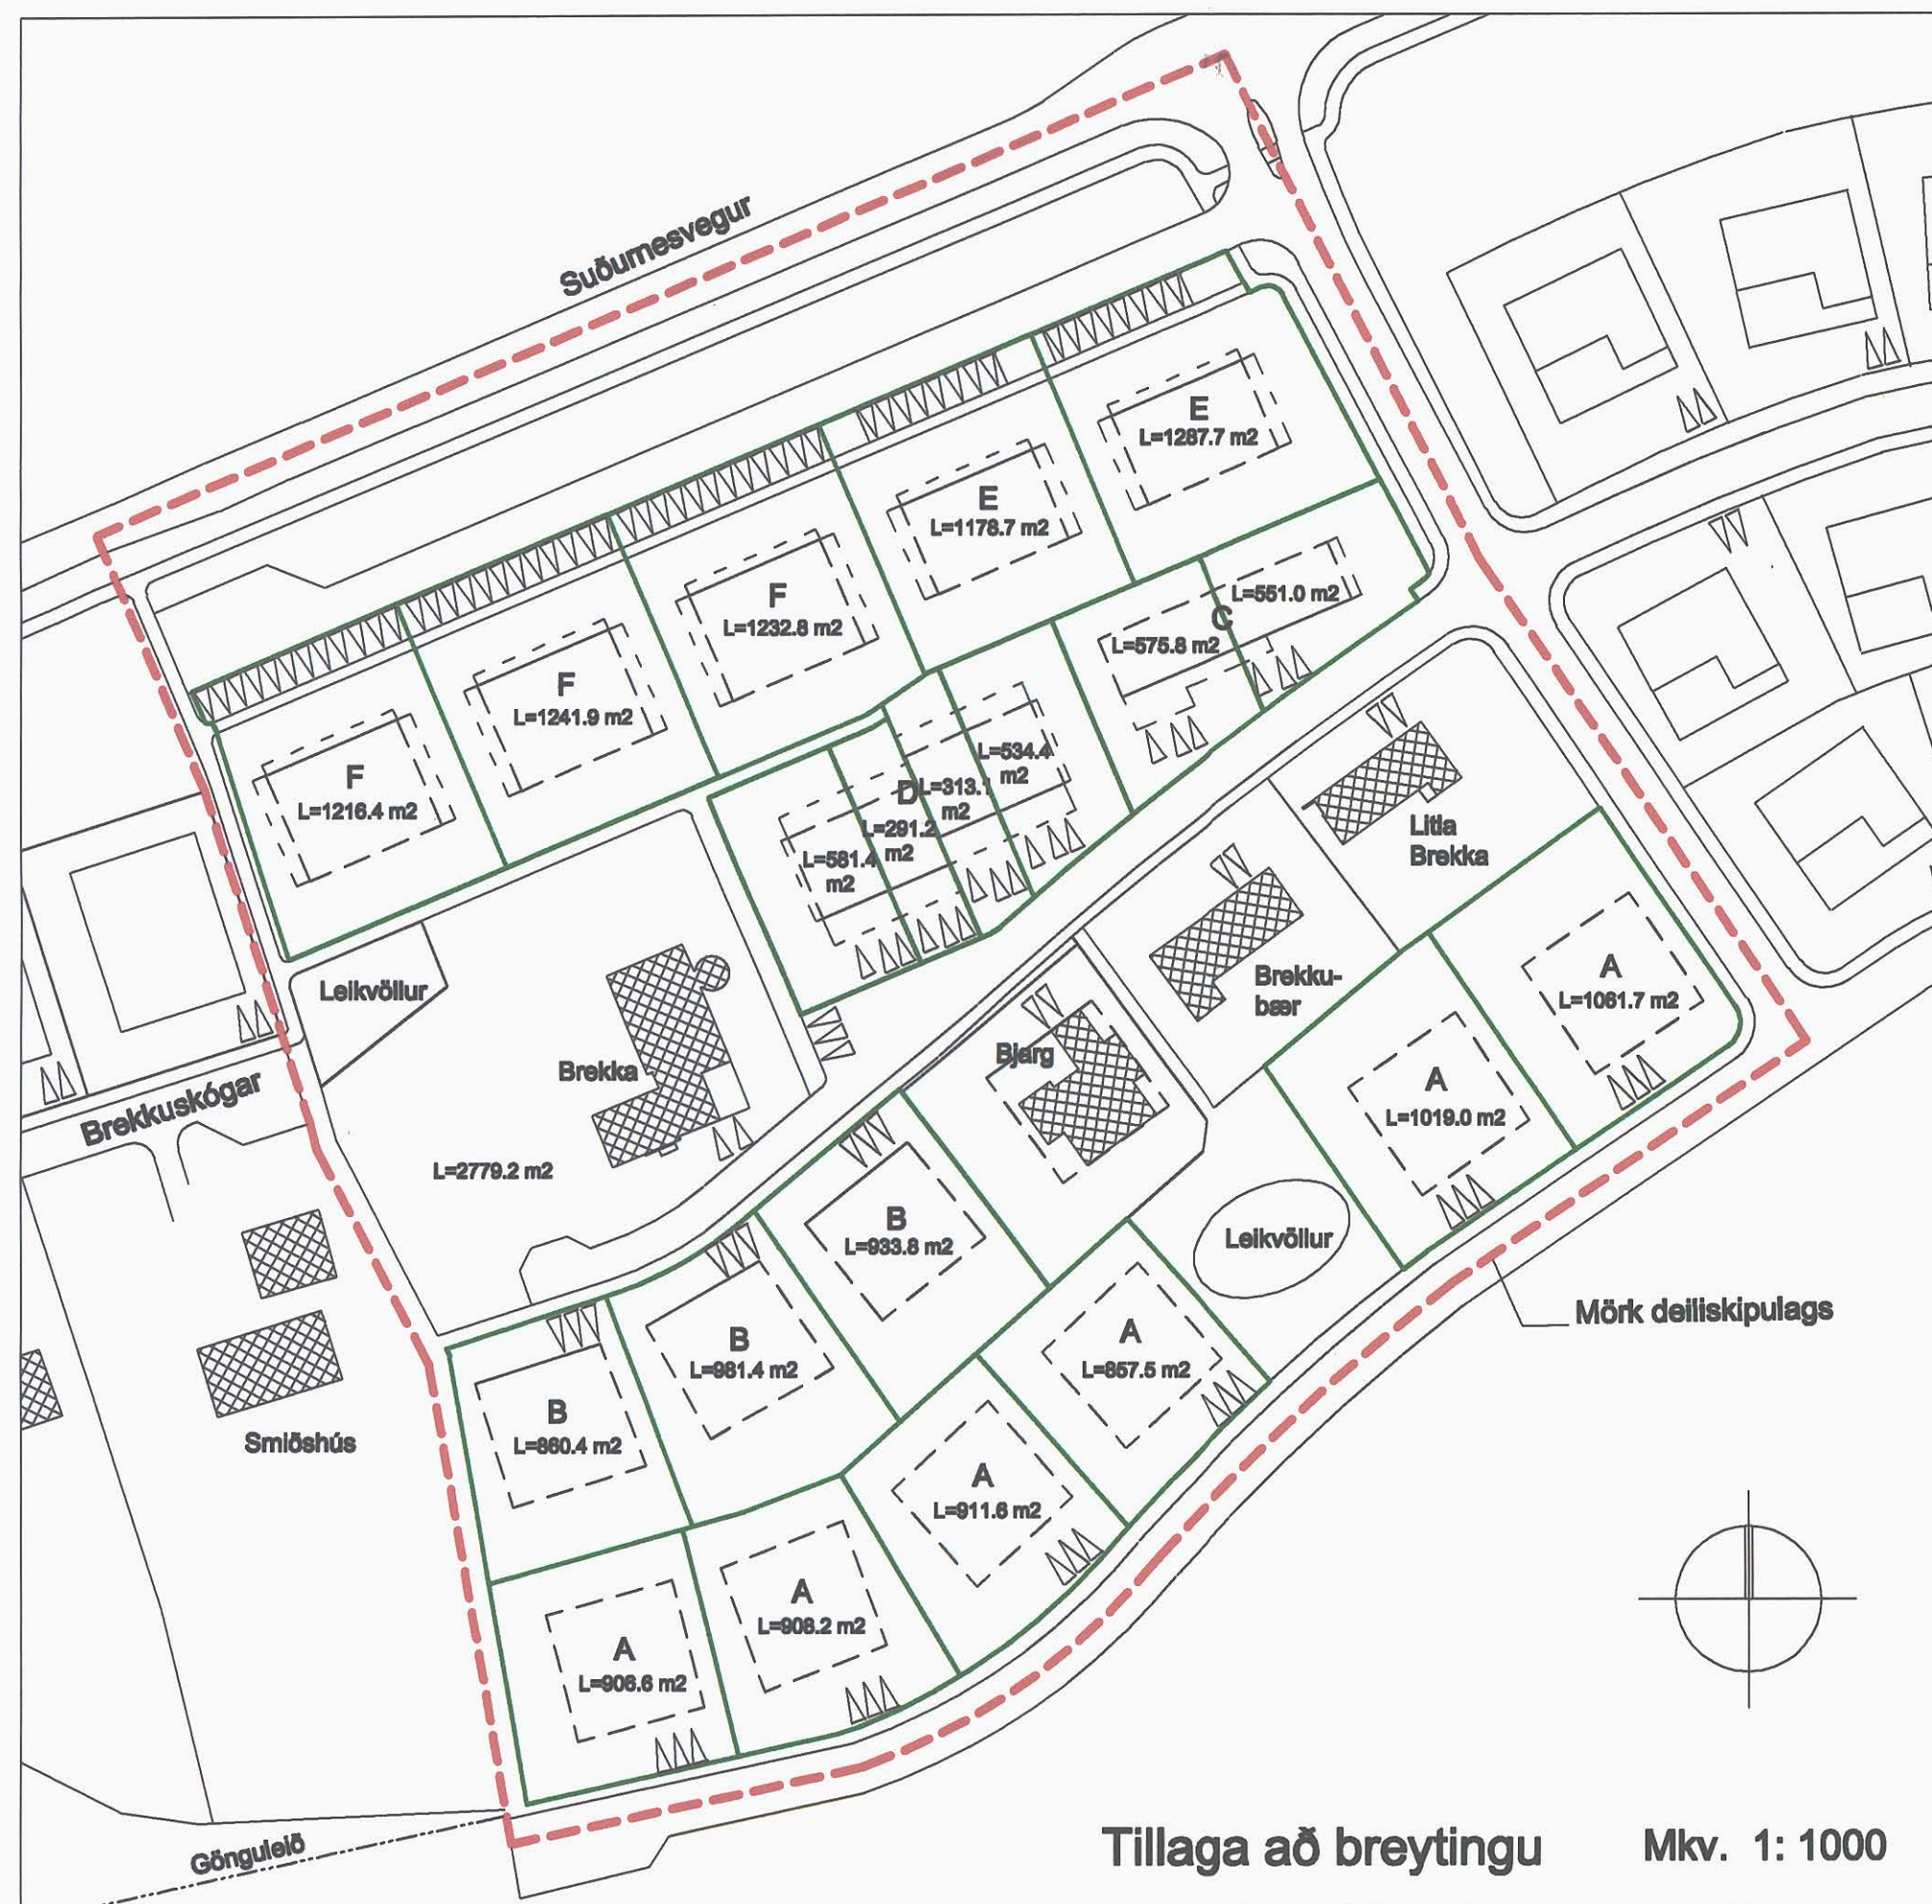 Suðurnesvegur
E
L=1287.7 m2
E
L=1178.7 m2
F
L=1232.8 m2
F
L=1241.9 m2
F
L=1216.4 m2
L=551.0 m2
C
L=575.8 m2
L=534.4
m2
D
L=313.1
m2
L=291.2
m2
L=581.4
m2
Litla
Brekka
Brekku-
bær
Bjarg
Leikvöllur
Brekka
L=2779.2 m2
Brekkuskógar
Smiðshús
A
L=1061.7 m2
A
L=1019.0 m2
Leikvöllur
B
L=933.8 m2
B
L=981.4 m2
B
L=860.4 m2
A
L=857.5 m2
A
L=911.6 m2
A
L=908.2 m2
A
L=906.6 m2
Mörk deiliskipulags
Gönguleið
Tillaga að breytingu
Mkv. 1: 1000